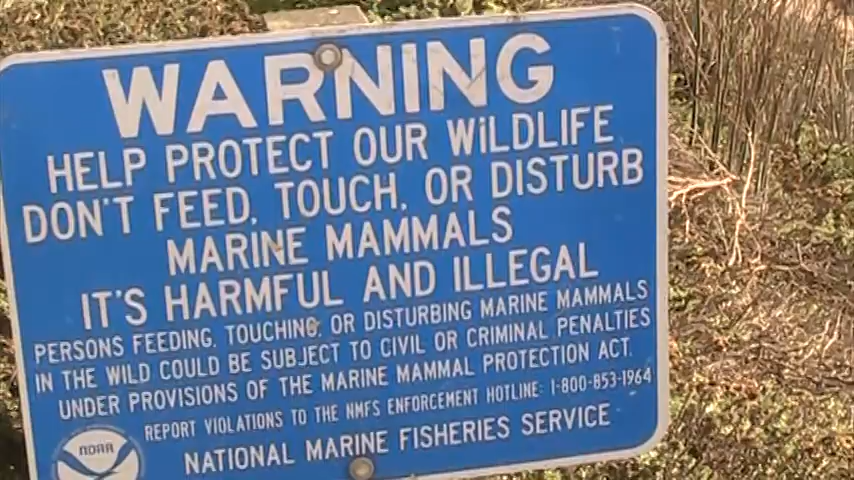 WARNING
HELP PROTECT OUR WiLDLIFE
DON'T FEED, TOUCH, OR DISTURB
MARINE MAMMALS
IT'S HARMFUL AND ILLEGAL
PERSONS FEEDING, TOUCHING, OR DISTURBING MARINE MAMMALS
IN THE WILD COULD BE SUBJECT TO CIVIL OR CRIMINAL PENALTIES
UNDER PROVISIONS OF THE MARINE MAMMAL PROTECTION ACT.
REPORT VIOLATIONS TO THE NMFS ENFORCEMENT HOTLINE: 1-800-853-1964
NATIONAL MARINE FISHERIES SERVICE
NOAA